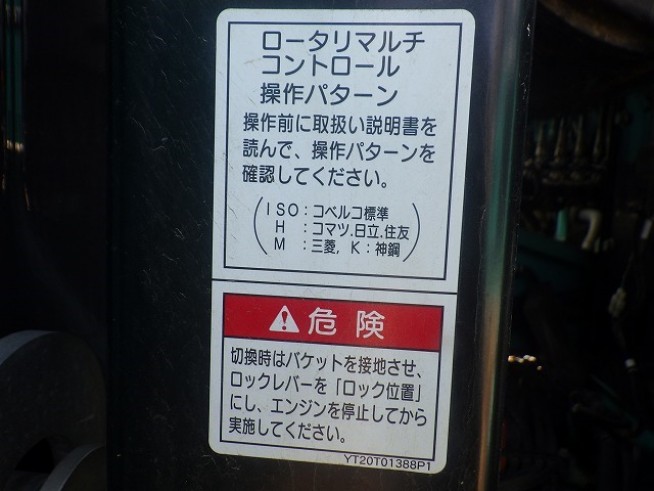 ロータリマルチ
コントロール
操作パターン
操作前に取扱い説明書を
読んで、操作パターンを
確認してください。
(ISO：コベルコ標準
H：コマツ.日立.住友
M：三菱, K：神鋼)
危険
切換時はバケットを接地させ、
ロックレバーを「ロック位置」
にし、エンジンを停止してから
実施してください。
YT20T01388P1